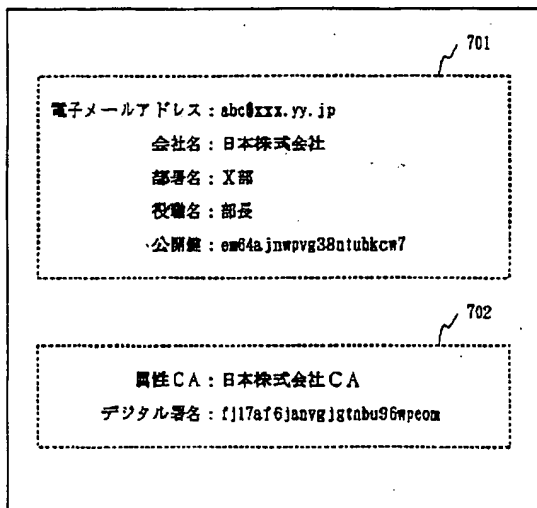 701
電子メールアドレス：abc@xxx.yy.jp
会社名：日本株式会社
部署名：X部
役職名：部長
公開健：em64ajnwpvg38ntubkcw7
702
属性CA：日本株式会社CA
デジタル署名：fj17af6janvgjgtnbu96wpeom